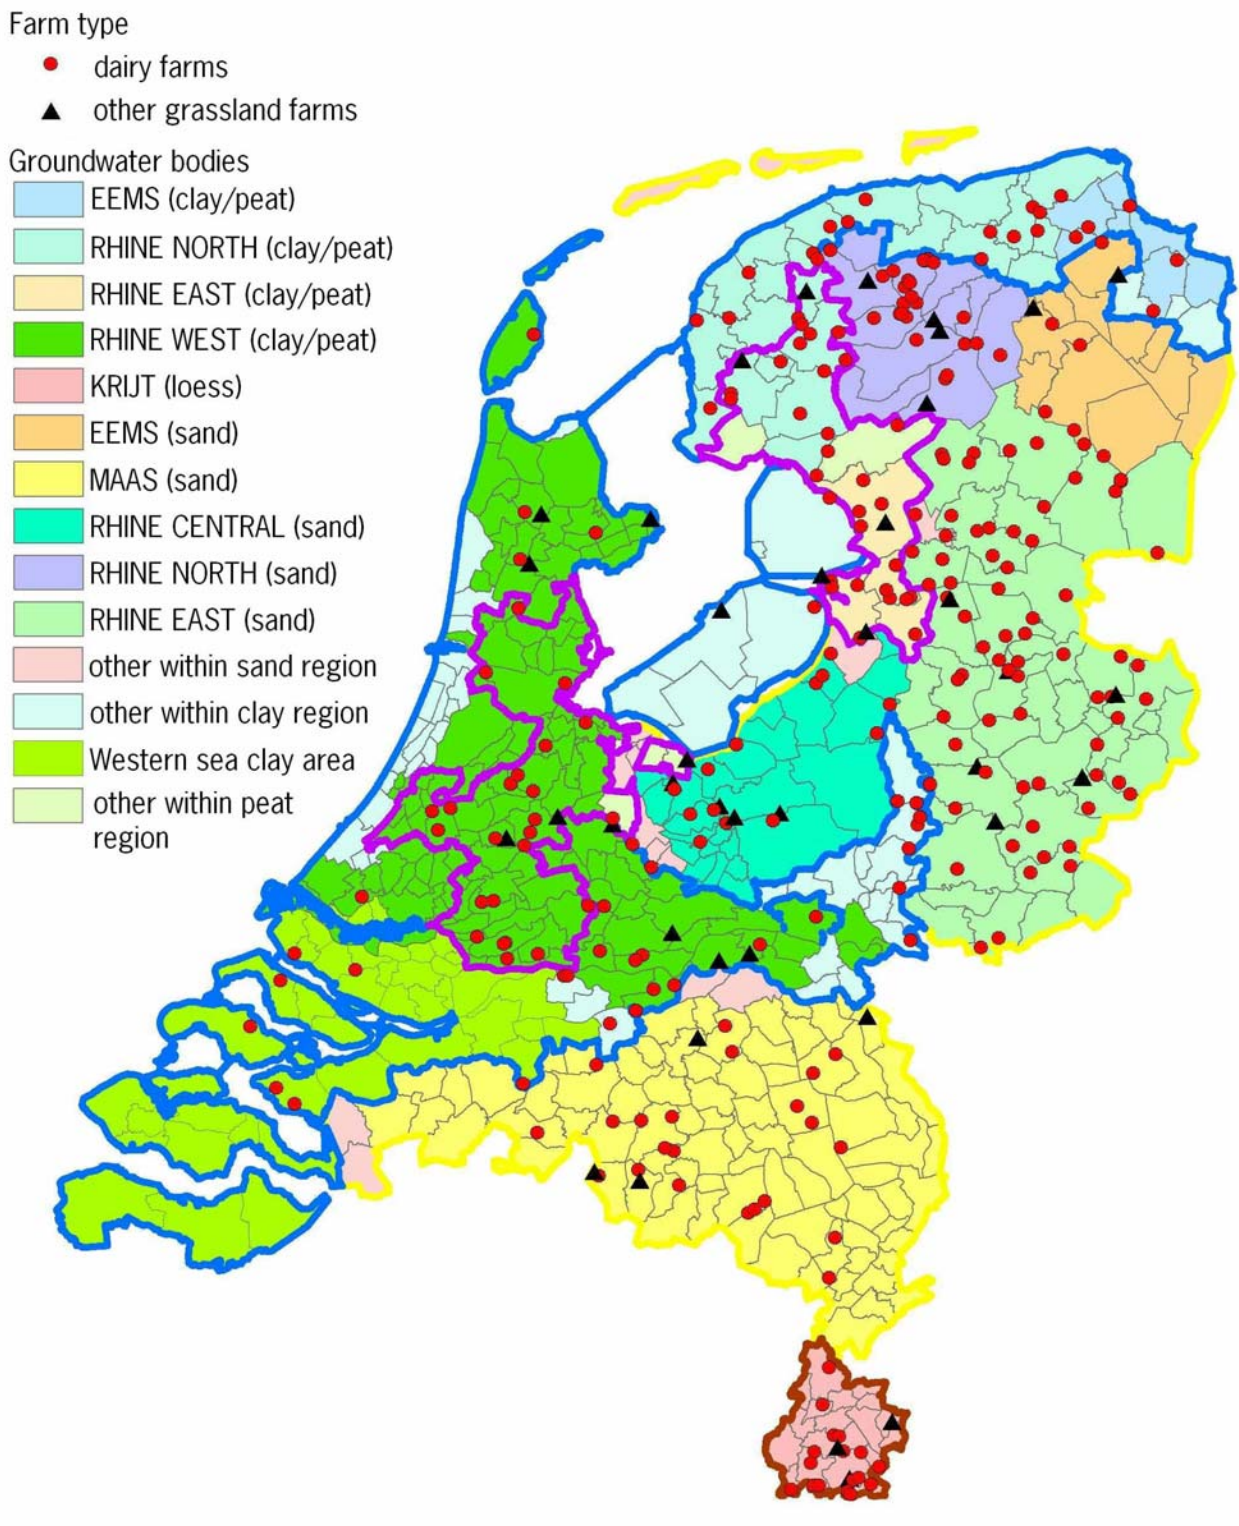 Farm type
dairy farms
other grassland farms
Groundwater bodies
EEMS (clay/peat)
RHINE NORTH (clay/peat)
RHINE EAST (clay/peat)
RHINE WEST (clay/peat)
KRIJT (loess)
EEMS (sand)
MAAS (sand)
RHINE CENTRAL (sand)
RHINE NORTH (sand)
RHINE EAST (sand)
other within sand region
other within clay region
Western sea clay area
other within peat
region